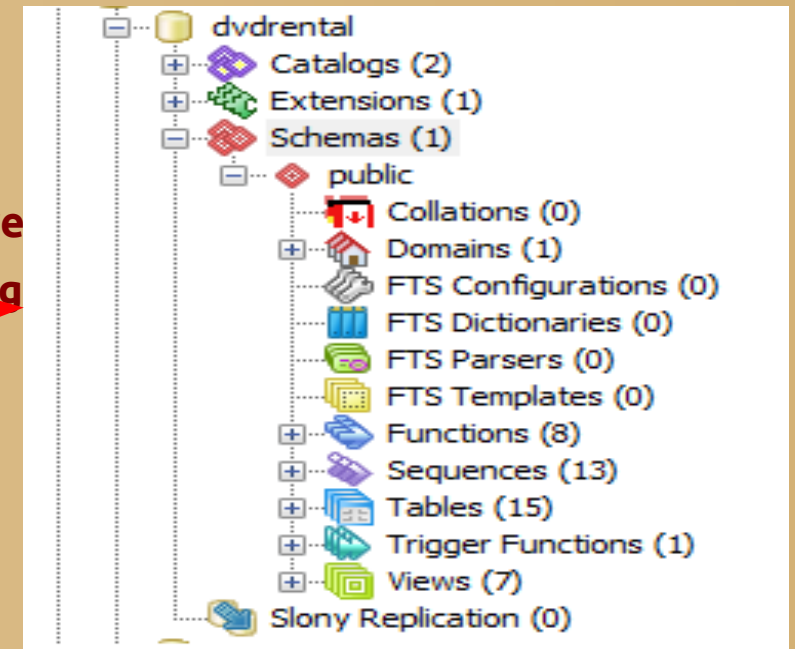 dvdrental
Catalogs (2)
Extensions (1)
Schemas (1)
public
Collations (0)
e
Domains (1)
g
FTS Configurations (0)
FTS Dictionaries (0)
FTS Parsers (0)
FTS Templates (0)
Functions (8)
Sequences (13)
Tables (15)
Trigger Functions (1)
Views (7)
Slony Replication (0)